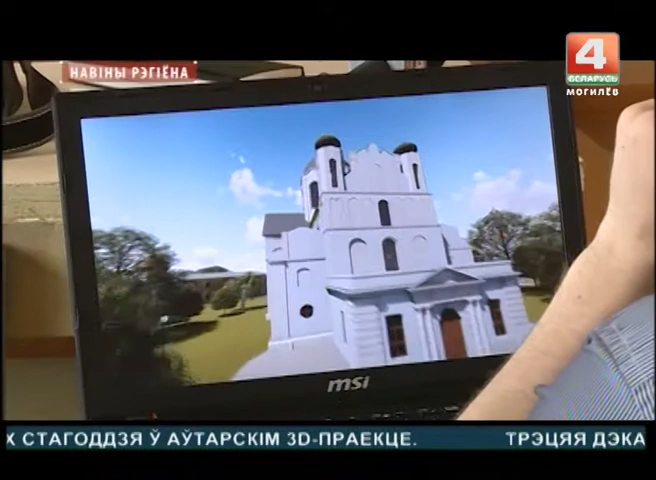 НАВІНЫ РЭГІЁНА
4
БЕЛАРУСЬ
МОГИЛЁВ
msi
Х СТАГОДДЗЯ Ў АЎТАРСКІМ 3D-ПРАЕКЦЕ. ТРЭЦЯЯ ДЭКА